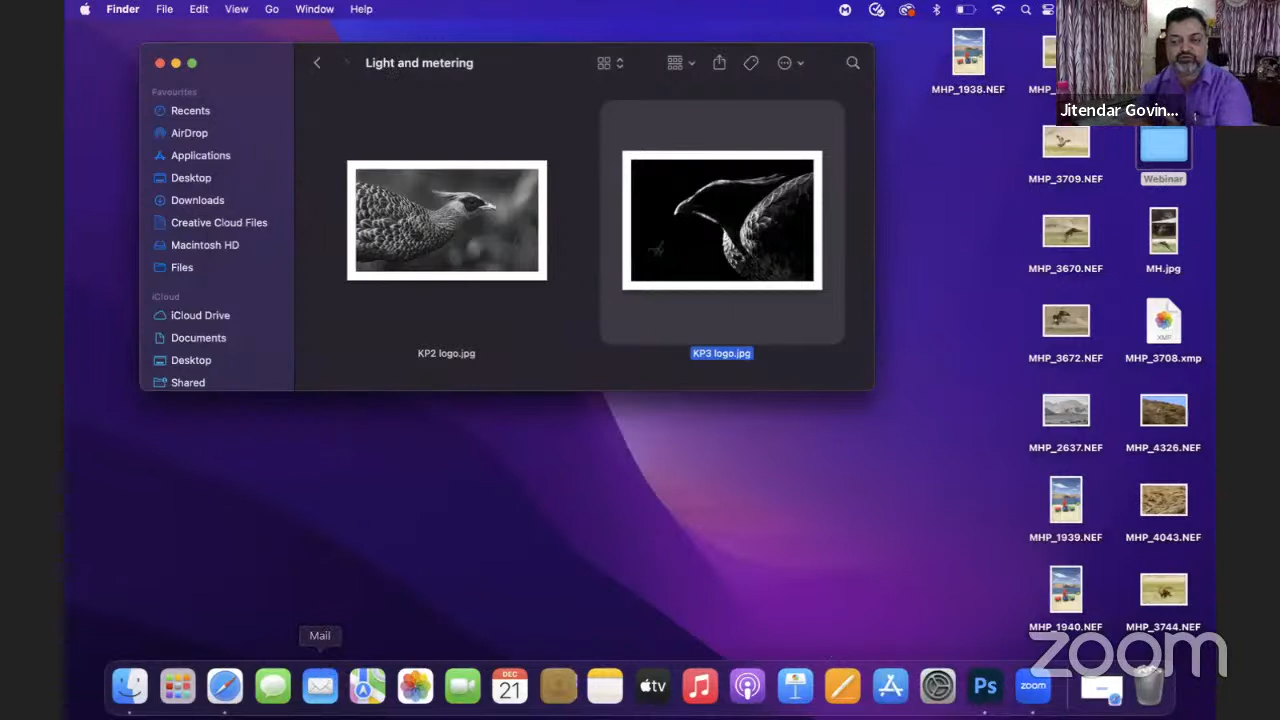 Finder File Edit View Go Window Help
Light and metering
Favourites
Recents
AirDrop
Applications
Desktop
Downloads
Creative Cloud Files
Macintosh HD
Files
iCloud
iCloud Drive
Documents
Desktop
Shared
KP2 logo.jpg
KP3 logo.jpg
MHP_1938.NEF
Jitendar Govin...
MHP_3709.NEF
Webinar
MHP_3670.NEF
MH.jpg
MHP_3672.NEF
MHP_3708.xmp
MHP_2637.NEF
MHP_4326.NEF
MHP_1939.NEF
MHP_4043.NEF
MHP_1940.NEF
MHP_3744.NEF
zoom
Mail
DEC
21
tv
Ps
zoom